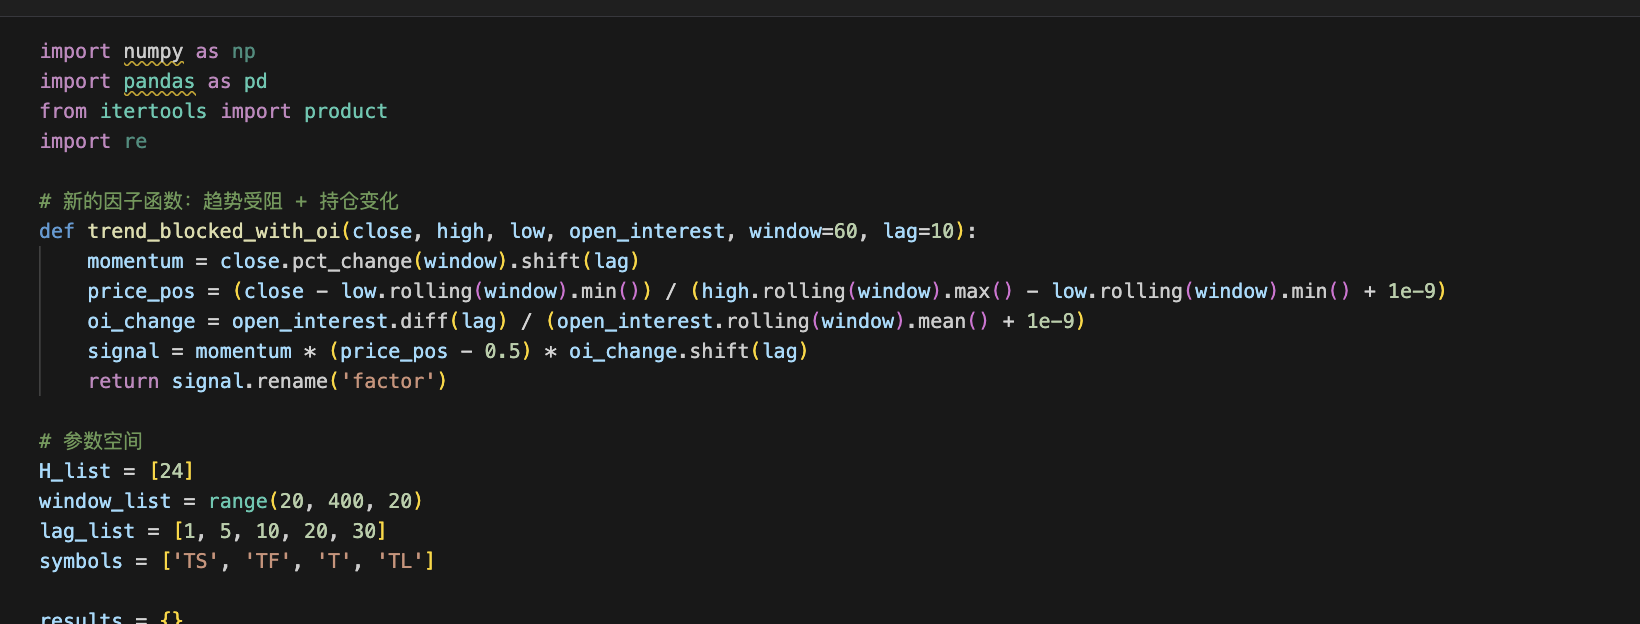 import numpy as np
import pandas as pd
from itertools import product
import re
# 新的因子函数: 趋势受阻 + 持仓变化
def trend_blocked_with_oi(close, high, low, open_interest, window=60, lag=10):
momentum = close.pct_change(window).shift(lag)
price_pos = (close - low.rolling(window).min()) / (high.rolling(window).max() - low.rolling(window).min() + 1e-9)
oi_change = open_interest.diff(lag) / (open_interest.rolling(window).mean() + 1e-9)
signal = momentum * (price_pos - 0.5) * oi_change.shift(lag)
return signal.rename('factor')
# 参数空间
H_list = [24]
window_list = range(20, 400, 20)
lag_list = [1, 5, 10, 20, 30]
symbols = ['TS', 'TF', 'T', 'TL']
results = {}